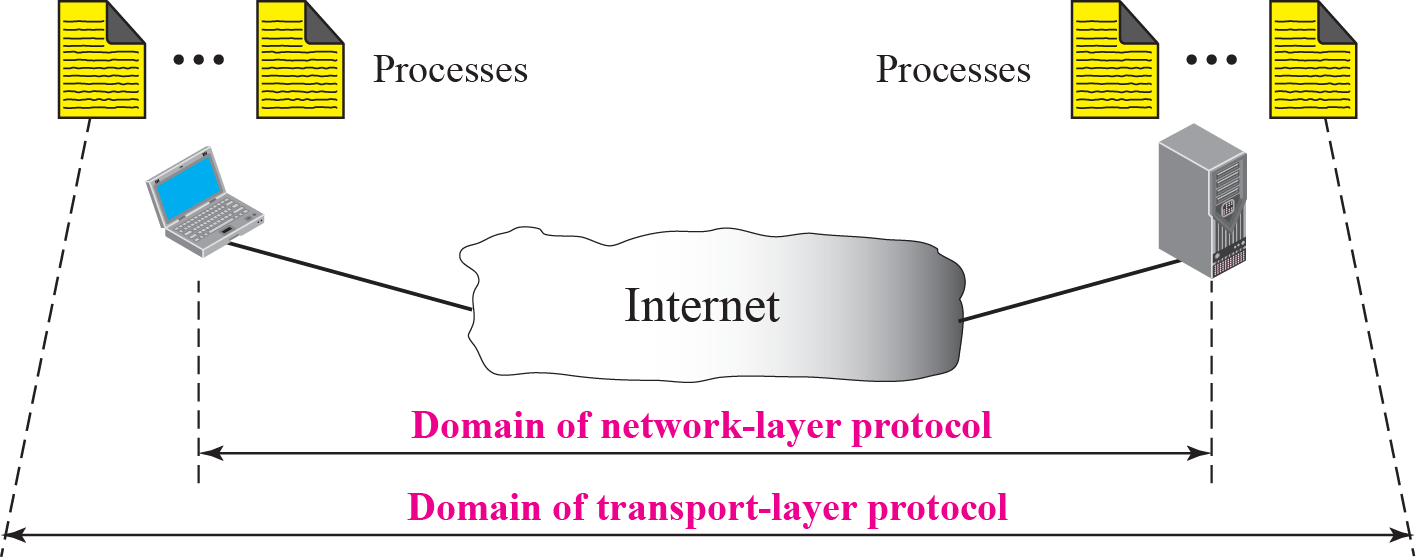 Processes
Processes
Internet
Domain of network-layer protocol
Domain of transport-layer protocol